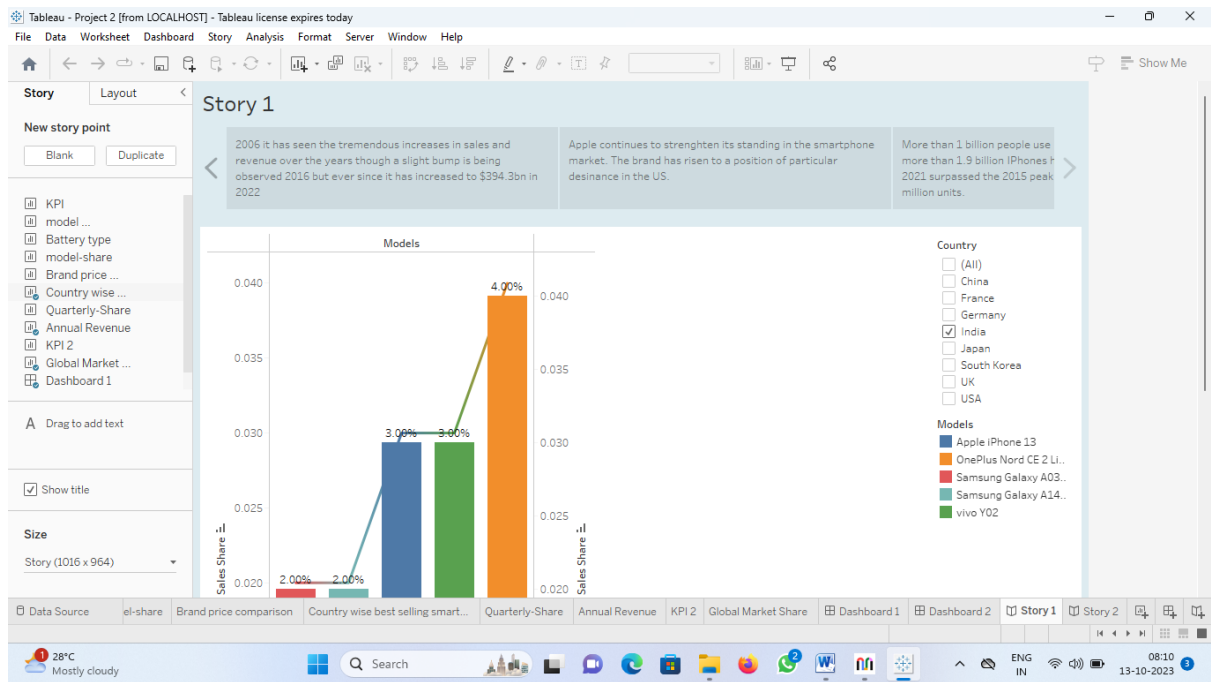 Tableau - Project 2 [from LOCALHOST] - Tableau license expires today
File Data Worksheet Dashboard Story Analysis Format Server Window Help
Show Me
Story Layout
New story point
Blank Duplicate
KPI
model ...
Battery type
model-share
Brand price ...
Country wise ...
Quarterly-Share
Annual Revenue
KPI 2
Global Market ...
Dashboard 1
A Drag to add text
Show title
Size
Story (1016 x 964)
Story 1
2006 it has seen the tremendous increases in sales and
revenue over the years though a slight bump is being
observed 2016 but ever since it has increased to $394.3bn in
2022
Apple continues to strenghten its standing in the smartphone
market. The brand has risen to a position of particular
desinance in the US.
More than 1 billion people use
more than 1.9 billion IPhones h
2021 surpassed the 2015 peak
million units.
Models
0.040
0.035
0.030
0.025
0.020
Sales Share
2.00%
2.00%
3.00%
3.00%
4.00%
0.040
0.035
0.030
0.025
0.020
Sales Share
Country
(All)
China
France
Germany
India
Japan
South Korea
UK
USA
Models
Apple iPhone 13
OnePlus Nord CE 2 Li..
Samsung Galaxy A03..
Samsung Galaxy A14..
vivo Y02
Data Source el-share Brand price comparison Country wise best selling smart... Quarterly-Share Annual Revenue KPI 2 Global Market Share Dashboard 1 Dashboard 2 Story 1 Story 2
1
28°C
Mostly cloudy
Search
2
ENG
IN
08:10
13-10-2023
3